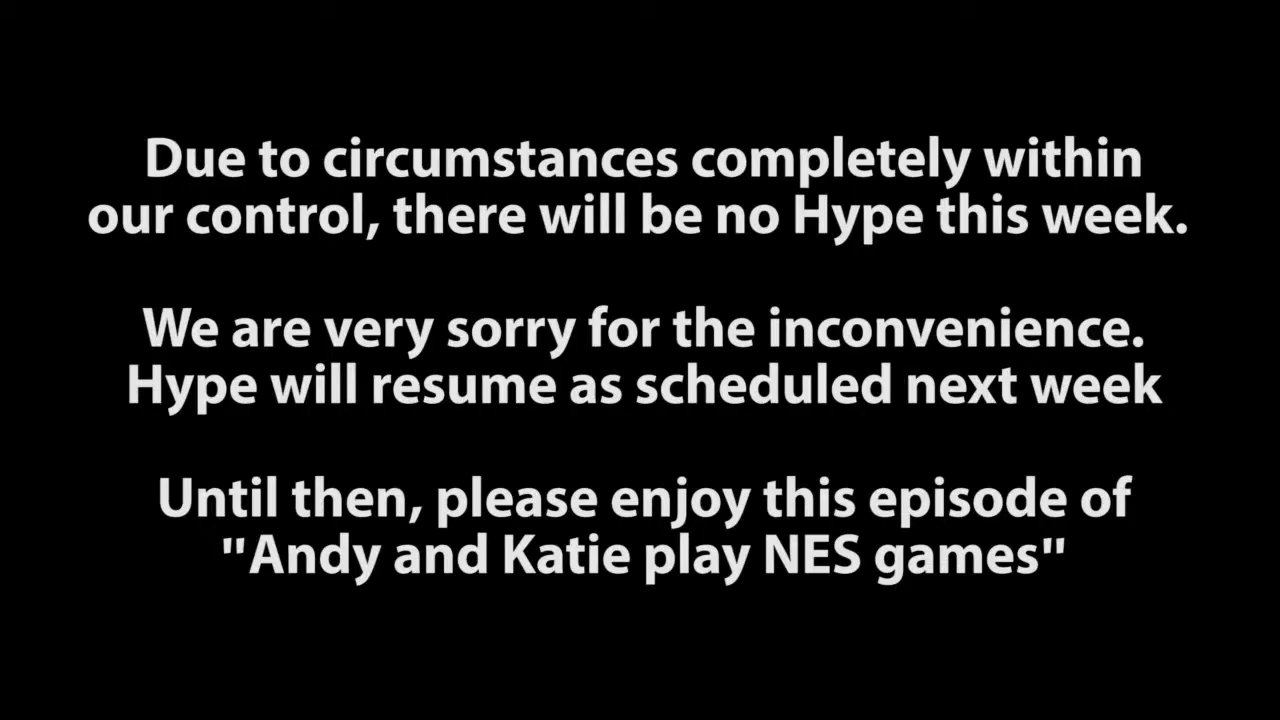 Due to circumstances completely within
our control, there will be no Hype this week.
We are very sorry for the inconvenience.
Hype will resume as scheduled next week
Until then, please enjoy this episode of
"Andy and Katie play NES games"